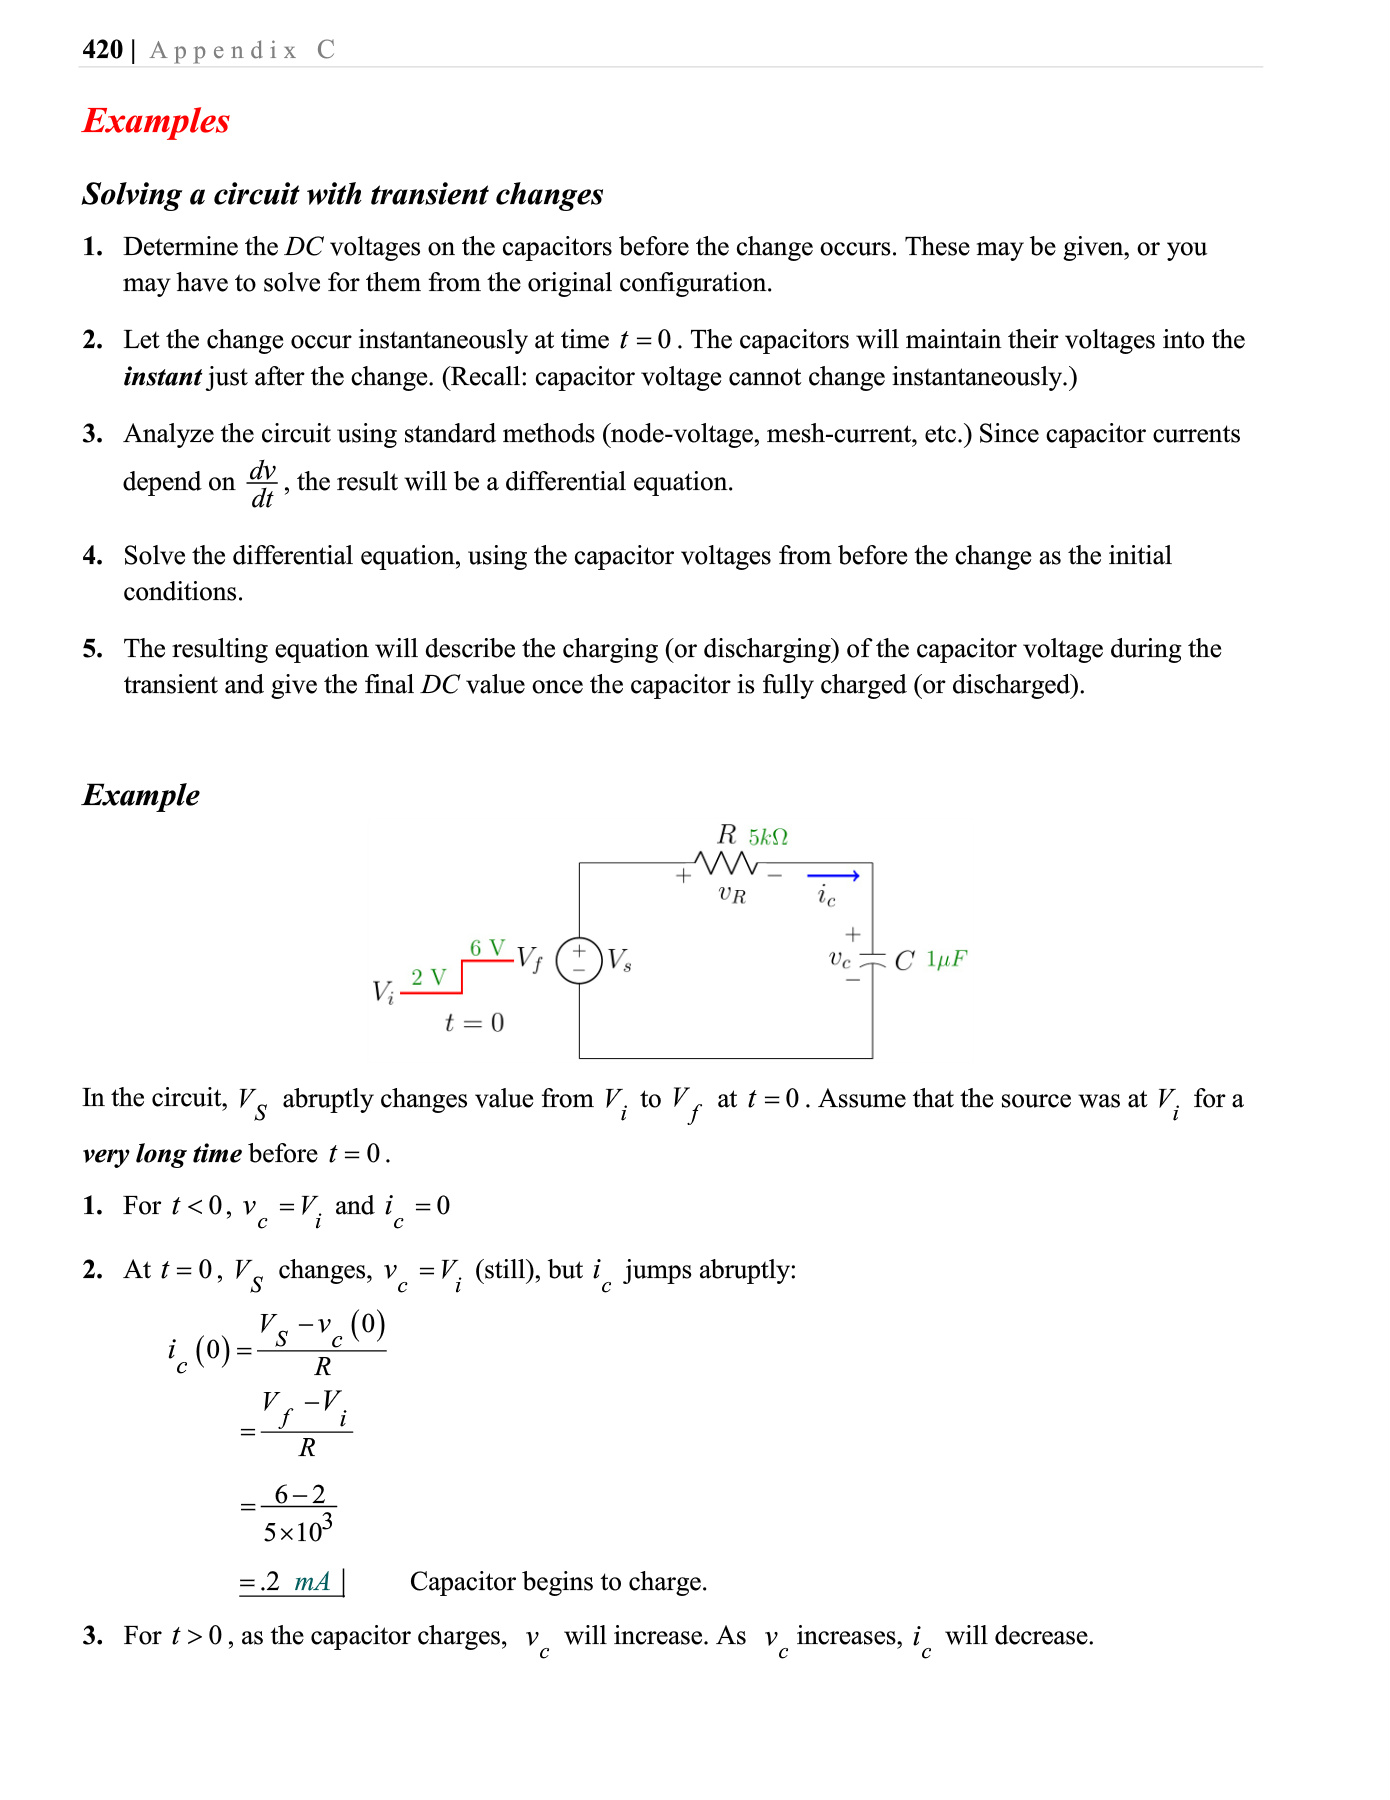 420 | Appendix C
Examples
Solving a circuit with transient changes
1. Determine the DC voltages on the capacitors before the change occurs. These may be given, or you
may have to solve for them from the original configuration.
2. Let the change occur instantaneously at time t = 0 . The capacitors will maintain their voltages into the
instant just after the change. (Recall: capacitor voltage cannot change instantaneously.)
3. Analyze the circuit using standard methods (node-voltage, mesh-current, etc.) Since capacitor currents
depend on dv/dt , the result will be a differential equation.
4. Solve the differential equation, using the capacitor voltages from before the change as the initial
conditions.
5. The resulting equation will describe the charging (or discharging) of the capacitor voltage during the
transient and give the final DC value once the capacitor is fully charged (or discharged).
Example
R 5kΩ
+ v_R −
i_c
6 V V_f
+ − V_s
+ v_c − C 1μF
V_i 2 V
t = 0
In the circuit, V_S abruptly changes value from V_i to V_f at t = 0 . Assume that the source was at V_i for a
very long time before t = 0 .
1. For t < 0 , v_c = V_i and i_c = 0
2. At t = 0 , V_S changes, v_c = V_i (still), but i_c jumps abruptly:
i_c (0) = (V_S − v_c (0)) / R
= (V_f − V_i) / R
= (6 − 2) / (5×10^3)
= .2 mA | Capacitor begins to charge.
3. For t > 0 , as the capacitor charges, v_c will increase. As v_c increases, i_c will decrease.